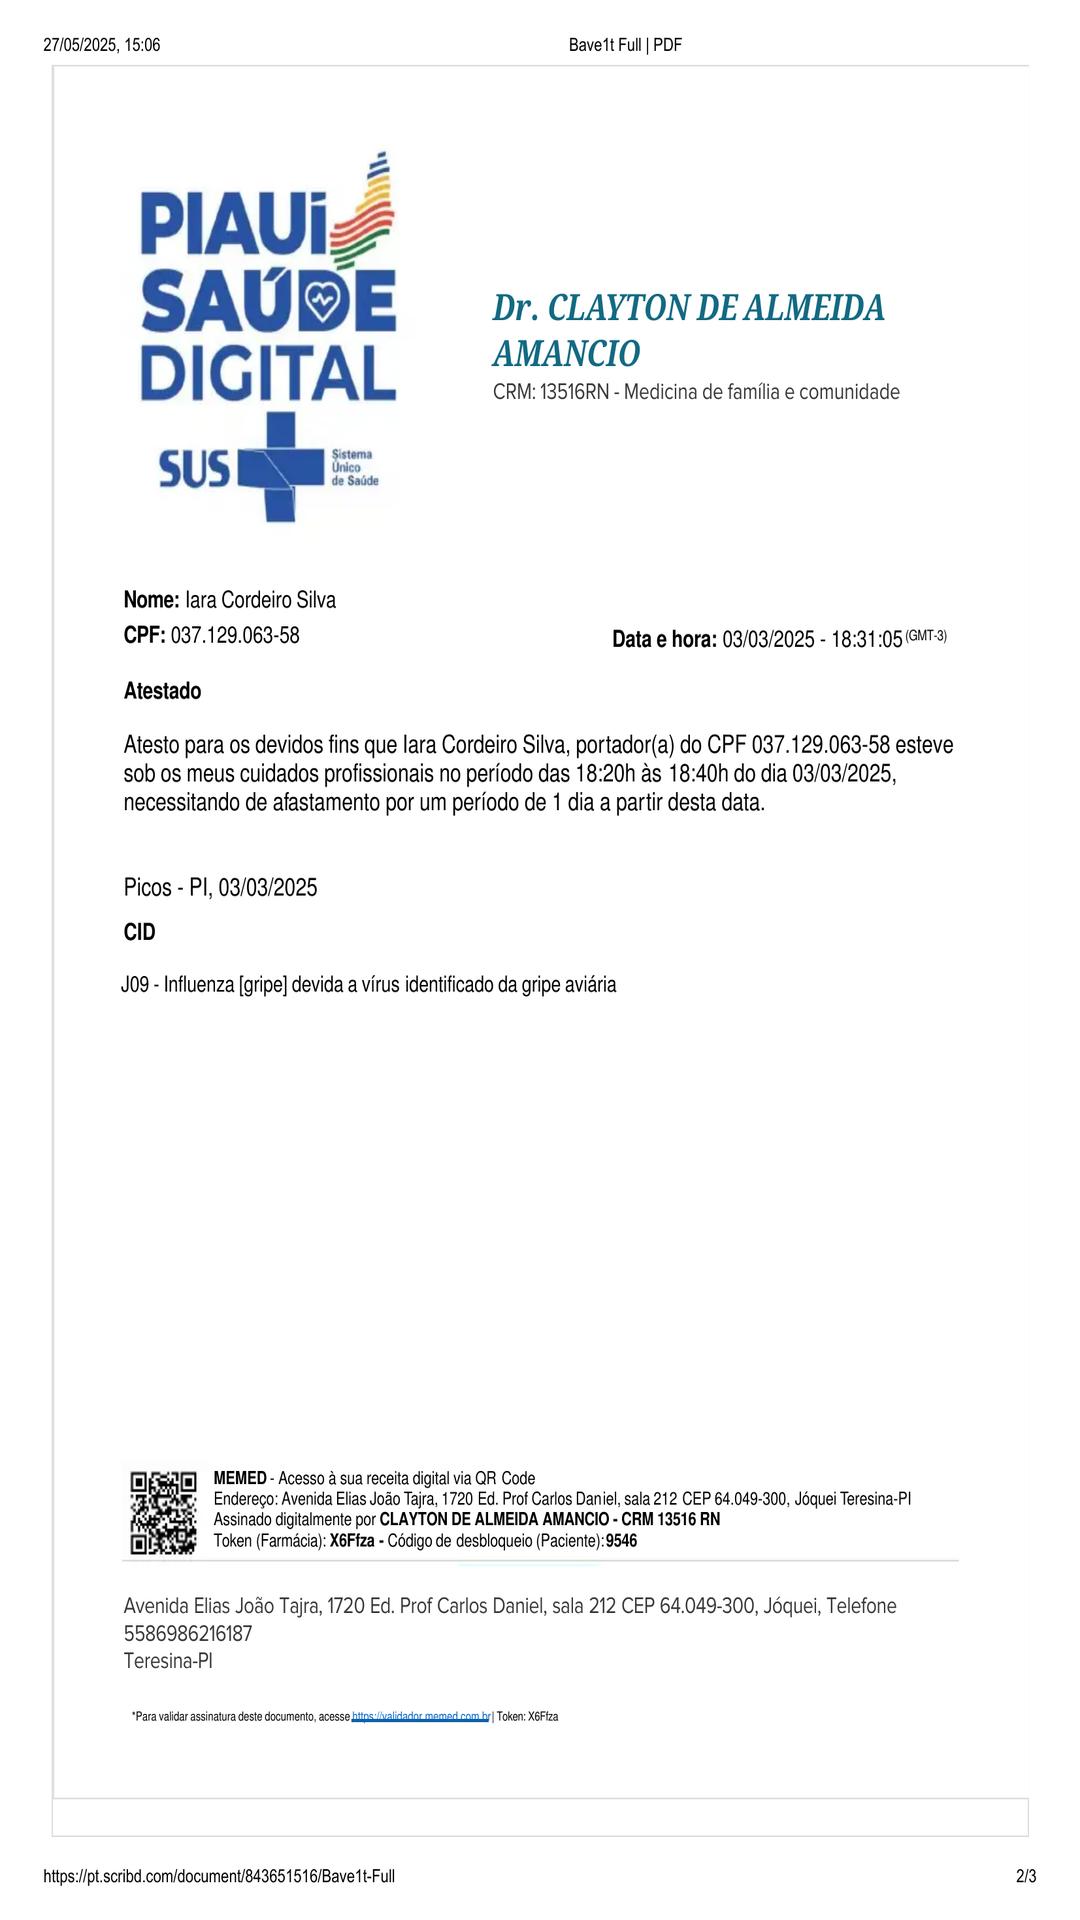 27/05/2025, 15:06
Bave1t Full | PDF
PIAUÍ
SAÚDE
DIGITAL
SUS
Sistema
Único
de Saúde
Dr. CLAYTON DE ALMEIDA
AMANCIO
CRM: 13516RN - Medicina de família e comunidade
Nome: Iara Cordeiro Silva
CPF: 037.129.063-58
Data e hora: 03/03/2025 - 18:31:05 (GMT-3)
Atestado
Atesto para os devidos fins que Iara Cordeiro Silva, portador(a) do CPF 037.129.063-58 esteve
sob os meus cuidados profissionais no período das 18:20h às 18:40h do dia 03/03/2025,
necessitando de afastamento por um período de 1 dia a partir desta data.
Picos - PI, 03/03/2025
CID
J09 - Influenza [gripe] devida a vírus identificado da gripe aviária
MEMED - Acesso à sua receita digital via QR Code
Endereço: Avenida Elias João Tajra, 1720 Ed. Prof Carlos Daniel, sala 212 CEP 64.049-300, Jóquei Teresina-PI
Assinado digitalmente por CLAYTON DE ALMEIDA AMANCIO - CRM 13516 RN
Token (Farmácia): X6Ffza - Código de desbloqueio (Paciente): 9546
Avenida Elias João Tajra, 1720 Ed. Prof Carlos Daniel, sala 212 CEP 64.049-300, Jóquei, Telefone
5586986216187
Teresina-PI
*Para validar assinatura deste documento, acesse https://validador.memed.com.br | Token: X6Ffza
https://pt.scribd.com/document/843651516/Bave1t-Full
2/3